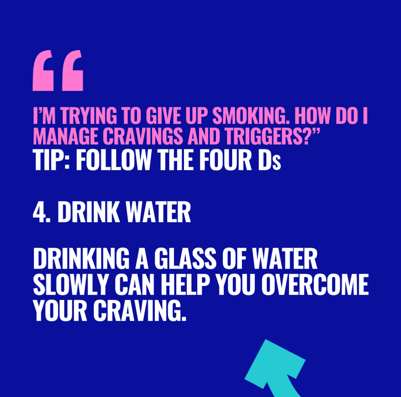 “
I’M TRYING TO GIVE UP SMOKING. HOW DO I
MANAGE CRAVINGS AND TRIGGERS?”
TIP: FOLLOW THE FOUR Ds
4. DRINK WATER
DRINKING A GLASS OF WATER
SLOWLY CAN HELP YOU OVERCOME
YOUR CRAVING.